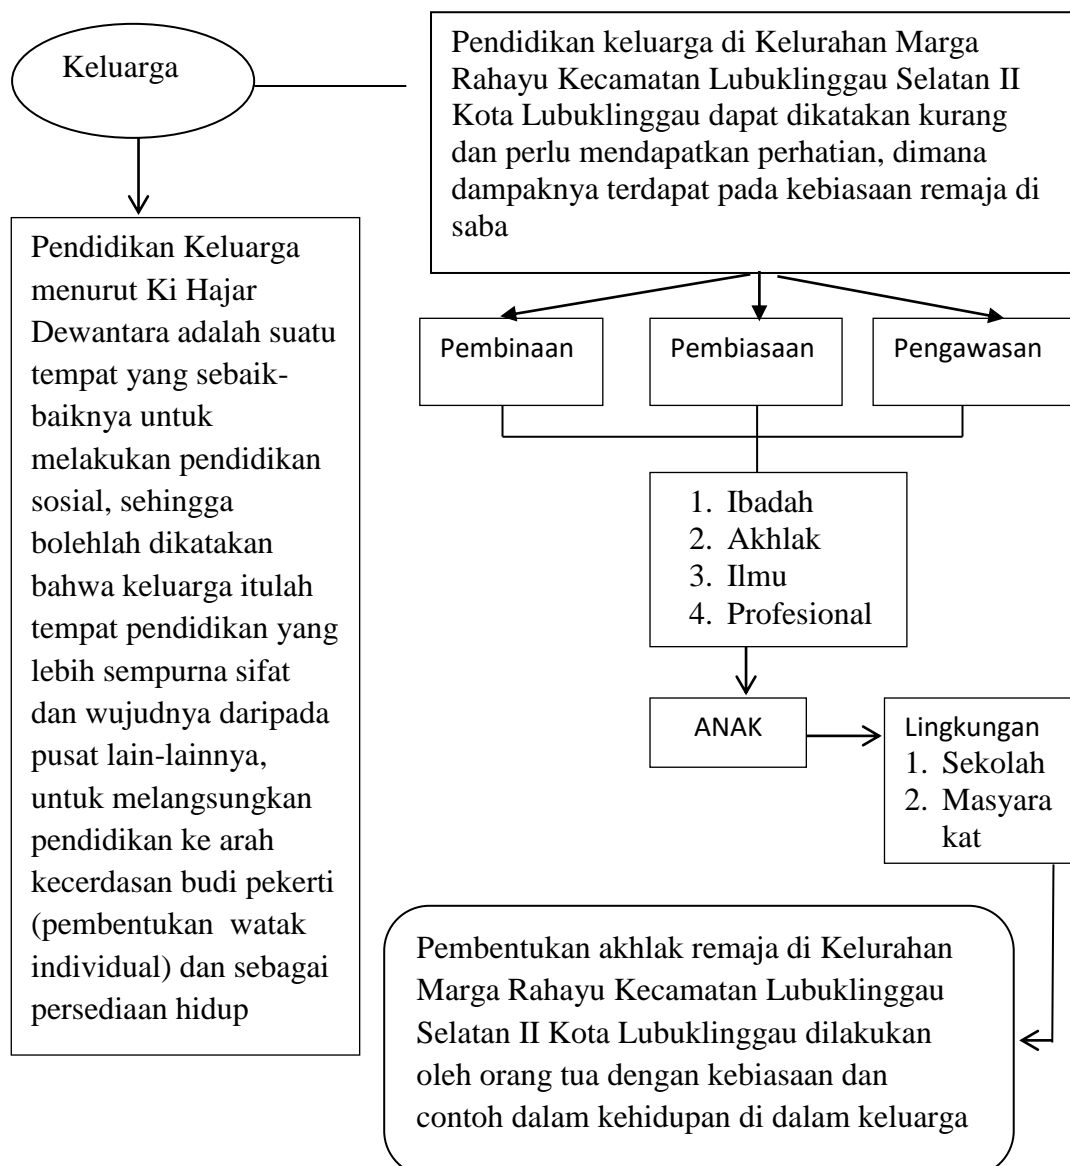 Keluarga
Pendidikan keluarga di Kelurahan Marga
Rahayu Kecamatan Lubuklinggau Selatan II
Kota Lubuklinggau dapat dikatakan kurang
dan perlu mendapatkan perhatian, dimana
dampaknya terdapat pada kebiasaan remaja di
saba
Pendidikan Keluarga
menurut Ki Hajar
Dewantara adalah suatu
tempat yang sebaik-
baiknya untuk
melakukan pendidikan
sosial, sehingga
bolehlah dikatakan
bahwa keluarga itulah
tempat pendidikan yang
lebih sempurna sifat
dan wujudnya daripada
pusat lain-lainnya,
untuk melangsungkan
pendidikan ke arah
kecerdasan budi pekerti
(pembentukan watak
individual) dan sebagai
persediaan hidup
Pembinaan
Pembiasaan
Pengawasan
1. Ibadah
2. Akhlak
3. Ilmu
4. Profesional
ANAK
Lingkungan
1. Sekolah
2. Masyara
kat
Pembentukan akhlak remaja di Kelurahan
Marga Rahayu Kecamatan Lubuklinggau
Selatan II Kota Lubuklinggau dilakukan
oleh orang tua dengan kebiasaan dan
contoh dalam kehidupan di dalam keluarga